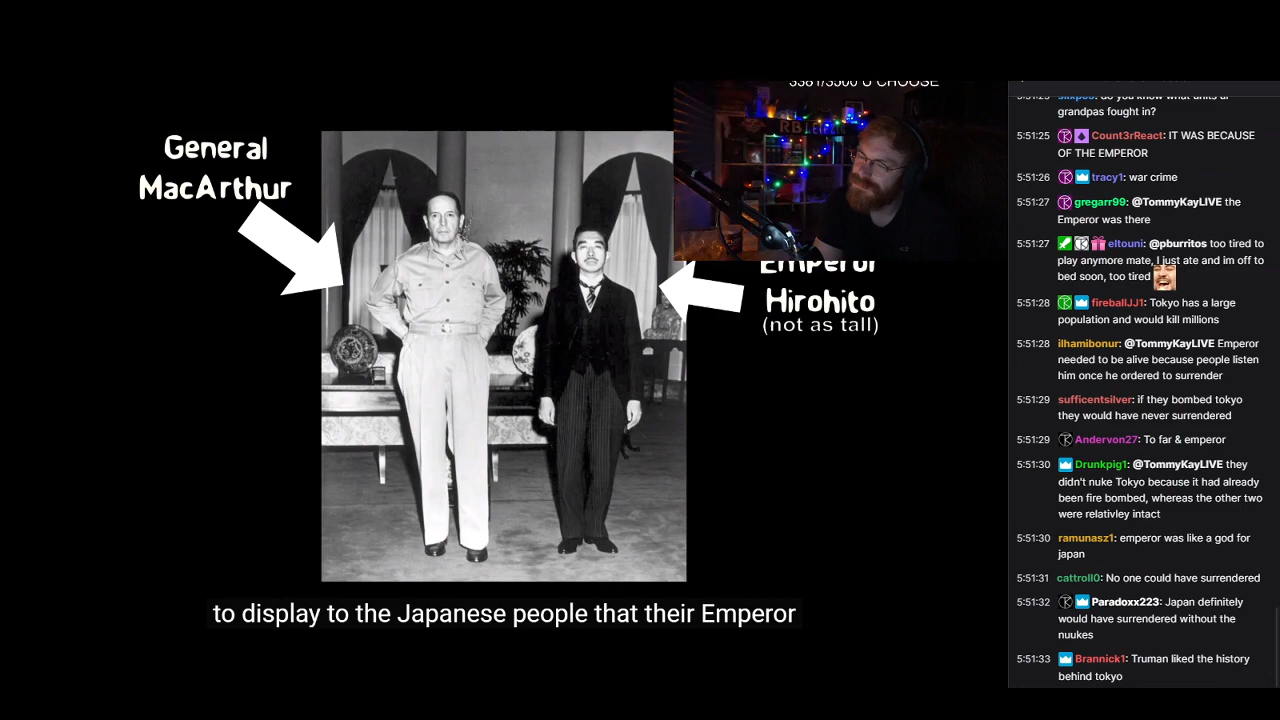 General
MacArthur
3381/3500 U CHOOSE
RB LEIPZIG
Emperor
Hirohito
(not as tall)
to display to the Japanese people that their Emperor
grandpas fought in?
5:51:25 Count3rReact: IT WAS BECAUSE
OF THE EMPEROR
5:51:26 tracy1: war crime
5:51:27 gregarr99: @TommyKayLIVE the
Emperor was there
5:51:27 eltouni: @pburritos too tired to
play anymore mate, I just ate and im off to
bed soon, too tired
5:51:28 fireballJJ1: Tokyo has a large
population and would kill millions
5:51:28 ilhamibonur: @TommyKayLIVE Emperor
needed to be alive because people listen
him once he ordered to surrender
5:51:29 sufficentsilver: if they bombed tokyo
they would have never surrendered
5:51:29 Andervon27: To far & emperor
5:51:30 Drunkpig1: @TommyKayLIVE they
didn't nuke Tokyo because it had already
been fire bombed, whereas the other two
were relativley intact
5:51:30 ramunasz1: emperor was like a god for
japan
5:51:31 cattroll0: No one could have surrendered
5:51:32 Paradoxx223: Japan definitely
would have surrendered without the
nuukes
5:51:33 Brannick1: Truman liked the history
behind tokyo